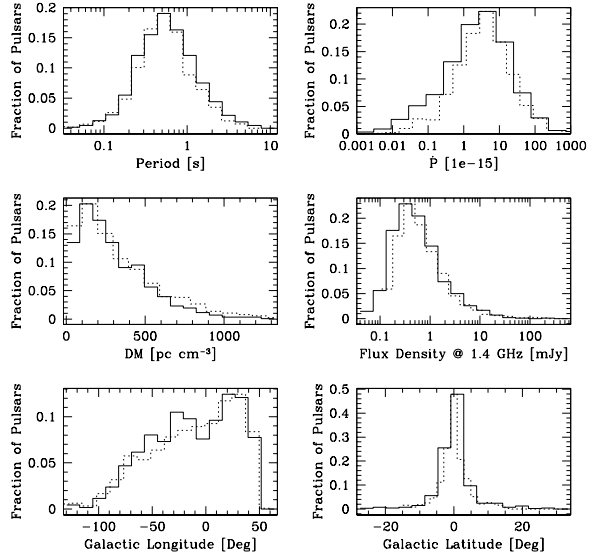 Fraction of Pulsars
0.2
0.15
0.1
0.05
0
0.1 1 10
Period [s]
Fraction of Pulsars
0.2
0.15
0.1
0.05
0
0.001 0.01 0.1 1 10 100 1000
Ṗ [1e-15]
Fraction of Pulsars
0.2
0.15
0.1
0.05
0
0 500 1000
DM [pc cm⁻³]
Fraction of Pulsars
0.2
0.15
0.1
0.05
0
0.1 1 10 100
Flux Density @ 1.4 GHz [mJy]
Fraction of Pulsars
0.1
0.05
0
−100 −50 0 50
Galactic Longitude [Deg]
Fraction of Pulsars
0.5
0.4
0.3
0.2
0.1
0
−20 0 20
Galactic Latitude [Deg]